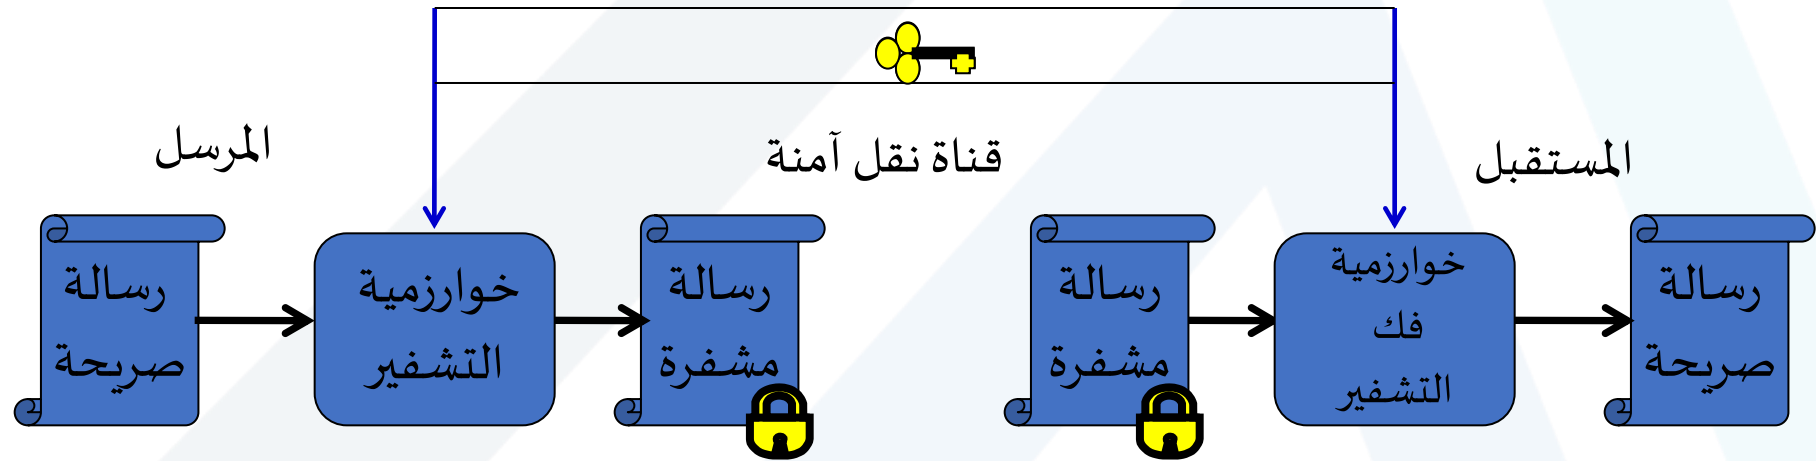 المرسل
قناة نقل آمنة
المستقبل
رسالة
صريحة
خوارزمية
التشفير
رسالة
مشفرة
رسالة
مشفرة
خوارزمية
فك
التشفير
رسالة
صريحة